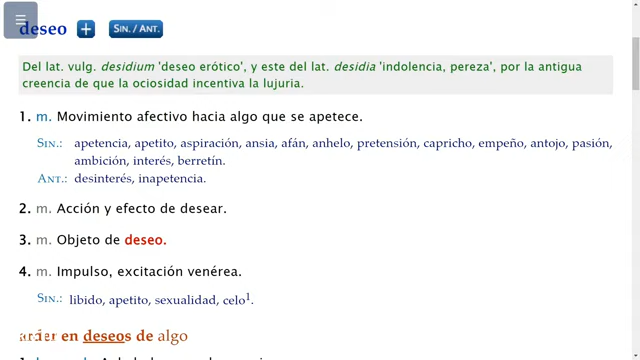 deseo + SIN. / ANT.
Del lat. vulg. desidium 'deseo erótico', y este del lat. desidia 'indolencia, pereza', por la antigua
creencia de que la ociosidad incentiva la lujuria.
1. m. Movimiento afectivo hacia algo que se apetece.
SIN.: apetencia, apetito, aspiración, ansia, afán, anhelo, pretensión, capricho, empeño, antojo, pasión,
ambición, interés, berretín.
ANT.: desinterés, inapetencia.
2. m. Acción y efecto de desear.
3. m. Objeto de deseo.
4. m. Impulso, excitación venérea.
SIN.: libido, apetito, sexualidad, celo1.
arder en deseos de algo